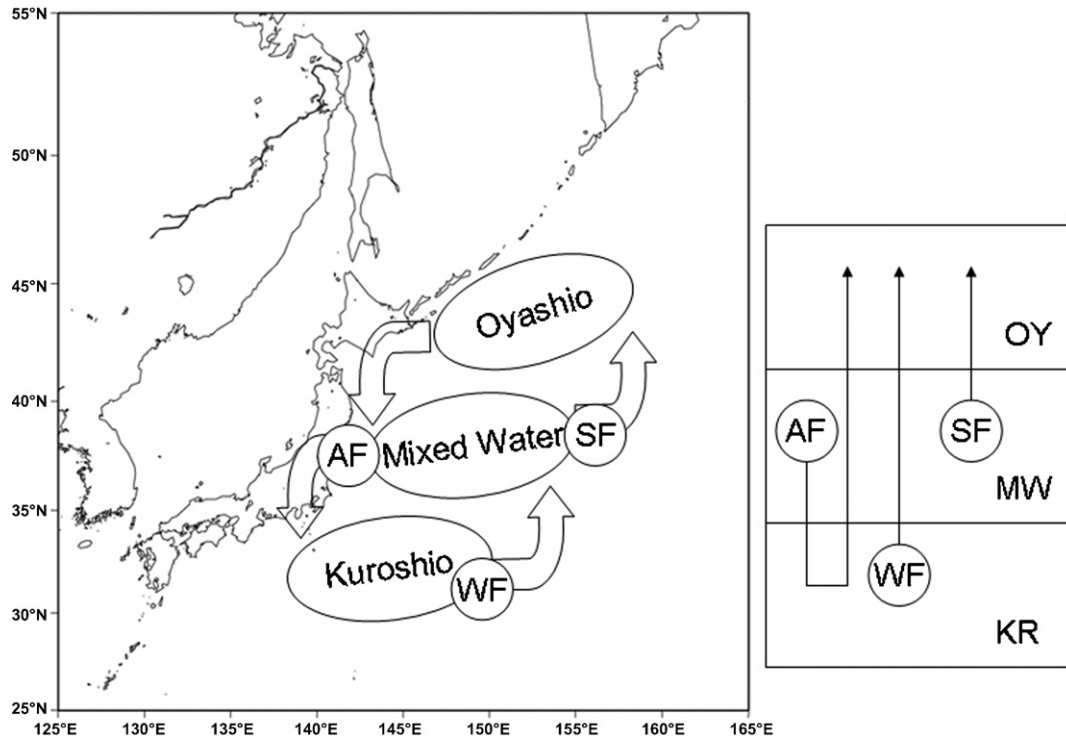 55°N
50°N
45°N
40°N
35°N
30°N
25°N
125°E 130°E 135°E 140°E 145°E 150°E 155°E 160°E 165°E
Oyashio
AF Mixed Water SF
Kuroshio WF
OY
AF SF
MW
WF
KR